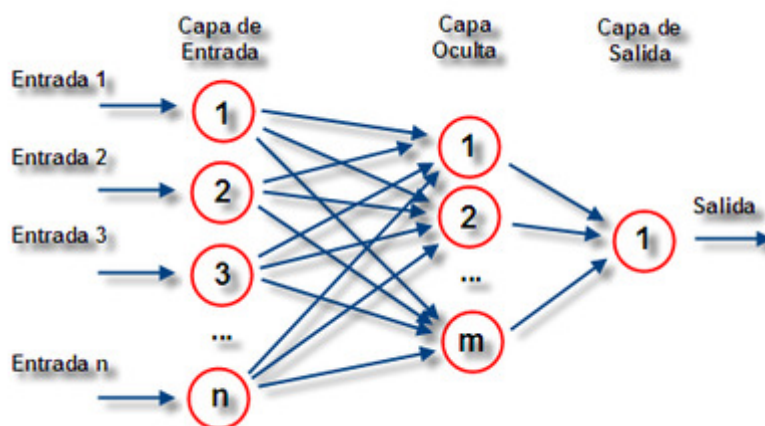 Capa de
Entrada
Capa
Oculta
Capa de
Salida
Entrada 1
1
1
Entrada 2
2
2
Salida
Entrada 3
3
1
...
...
m
Entrada n
n